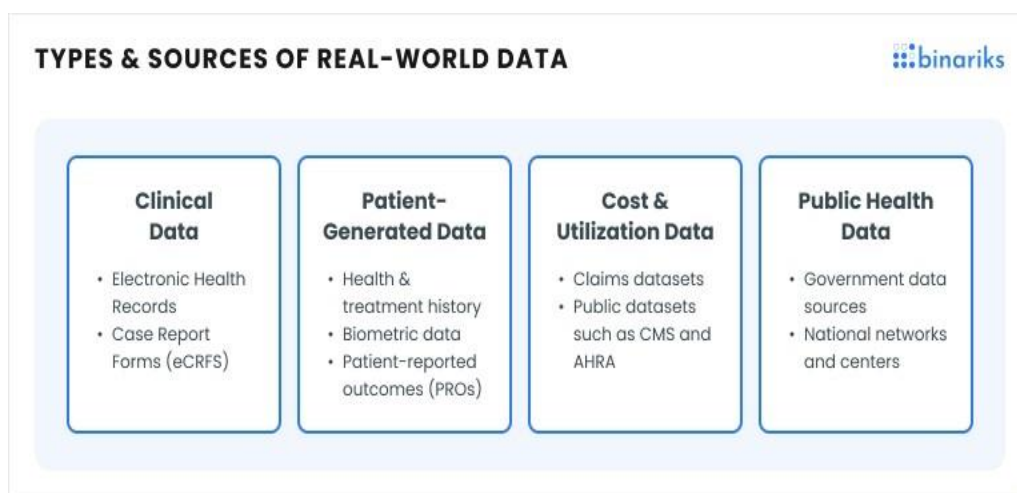 TYPES & SOURCES OF REAL-WORLD DATA
binariks
Clinical
Data
• Electronic Health
Records
• Case Report
Forms (eCRFS)
Patient-
Generated Data
• Health &
treatment history
• Biometric data
• Patient-reported
outcomes (PROs)
Cost &
Utilization Data
• Claims datasets
• Public datasets
such as CMS and
AHRA
Public Health
Data
• Government data
sources
• National networks
and centers